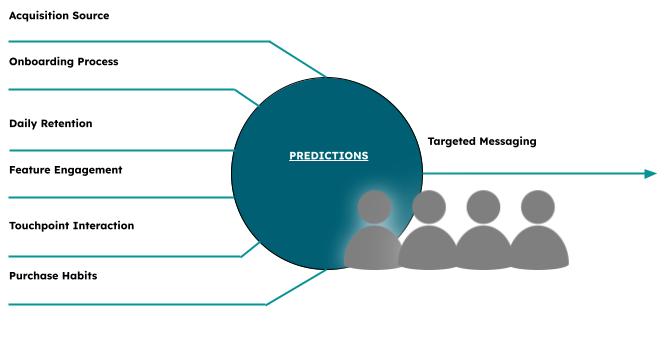 Acquisition Source
Onboarding Process
Daily Retention
Feature Engagement
Touchpoint Interaction
Purchase Habits
PREDICTIONS
Targeted Messaging